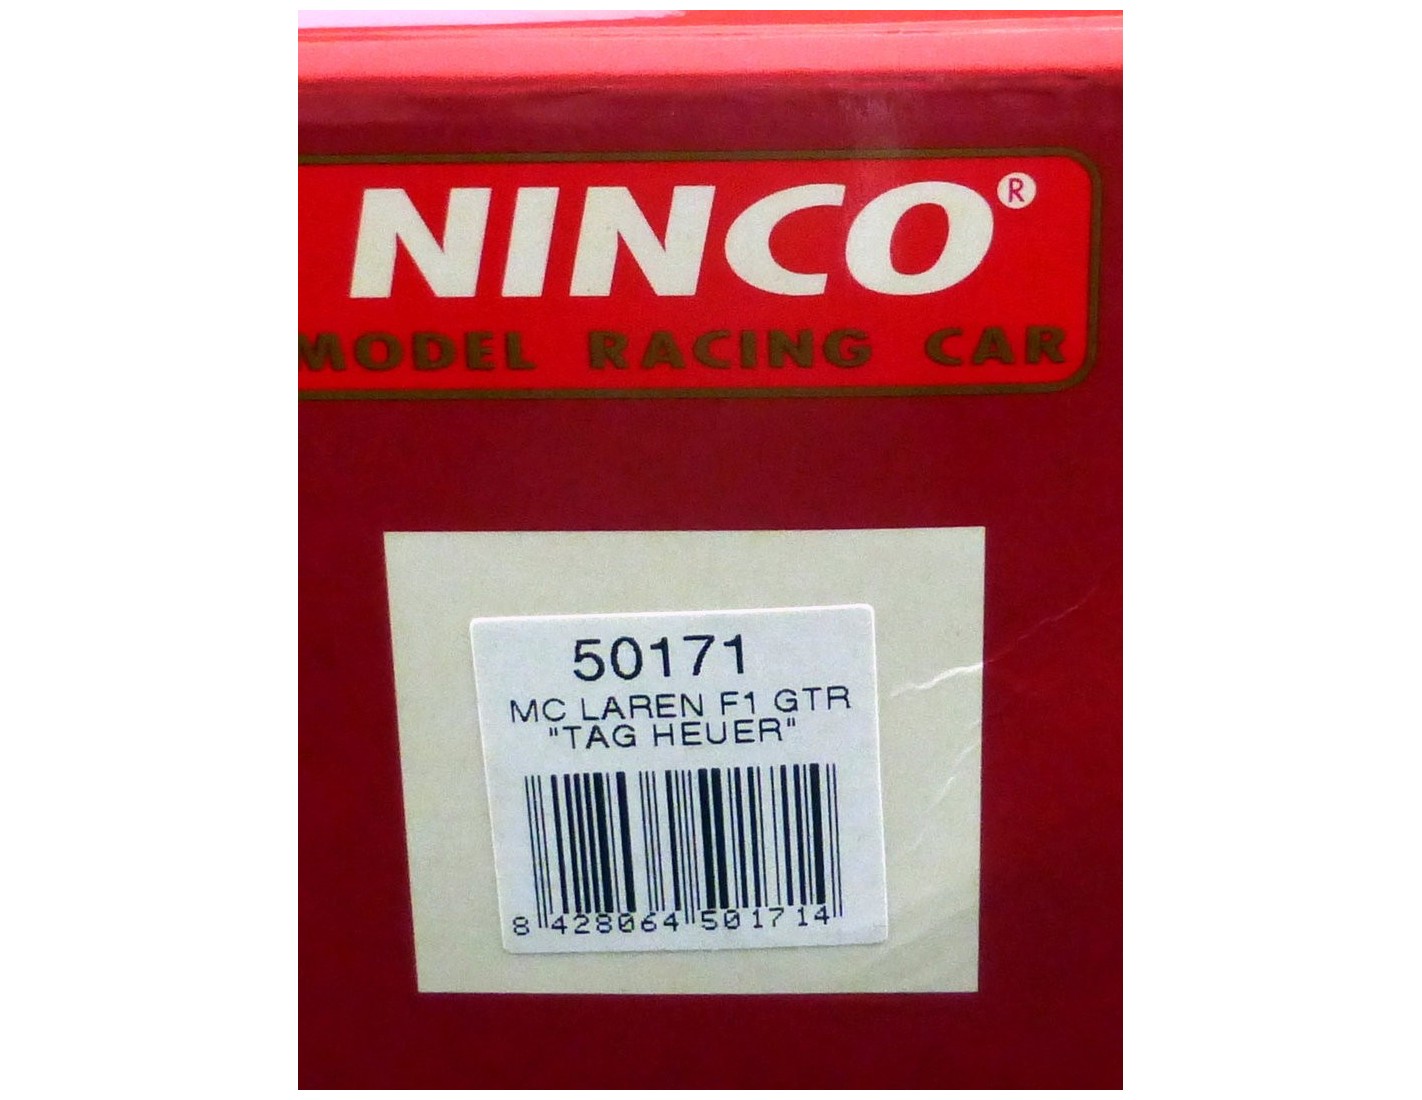 NINCO®
MODEL RACING CAR
50171
MC LAREN F1 GTR
"TAG HEUER"
8 428064 501714